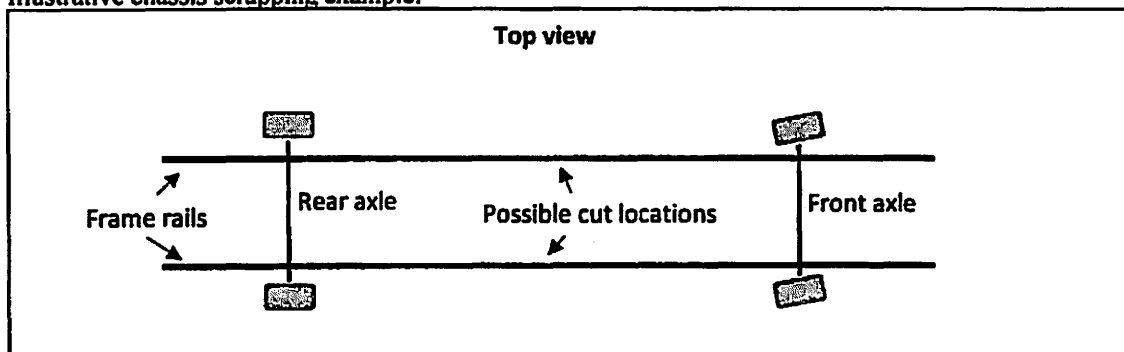 Illustrative chassis scrapping example:
Top view
Rear axle
Front axle
Frame rails
Possible cut locations